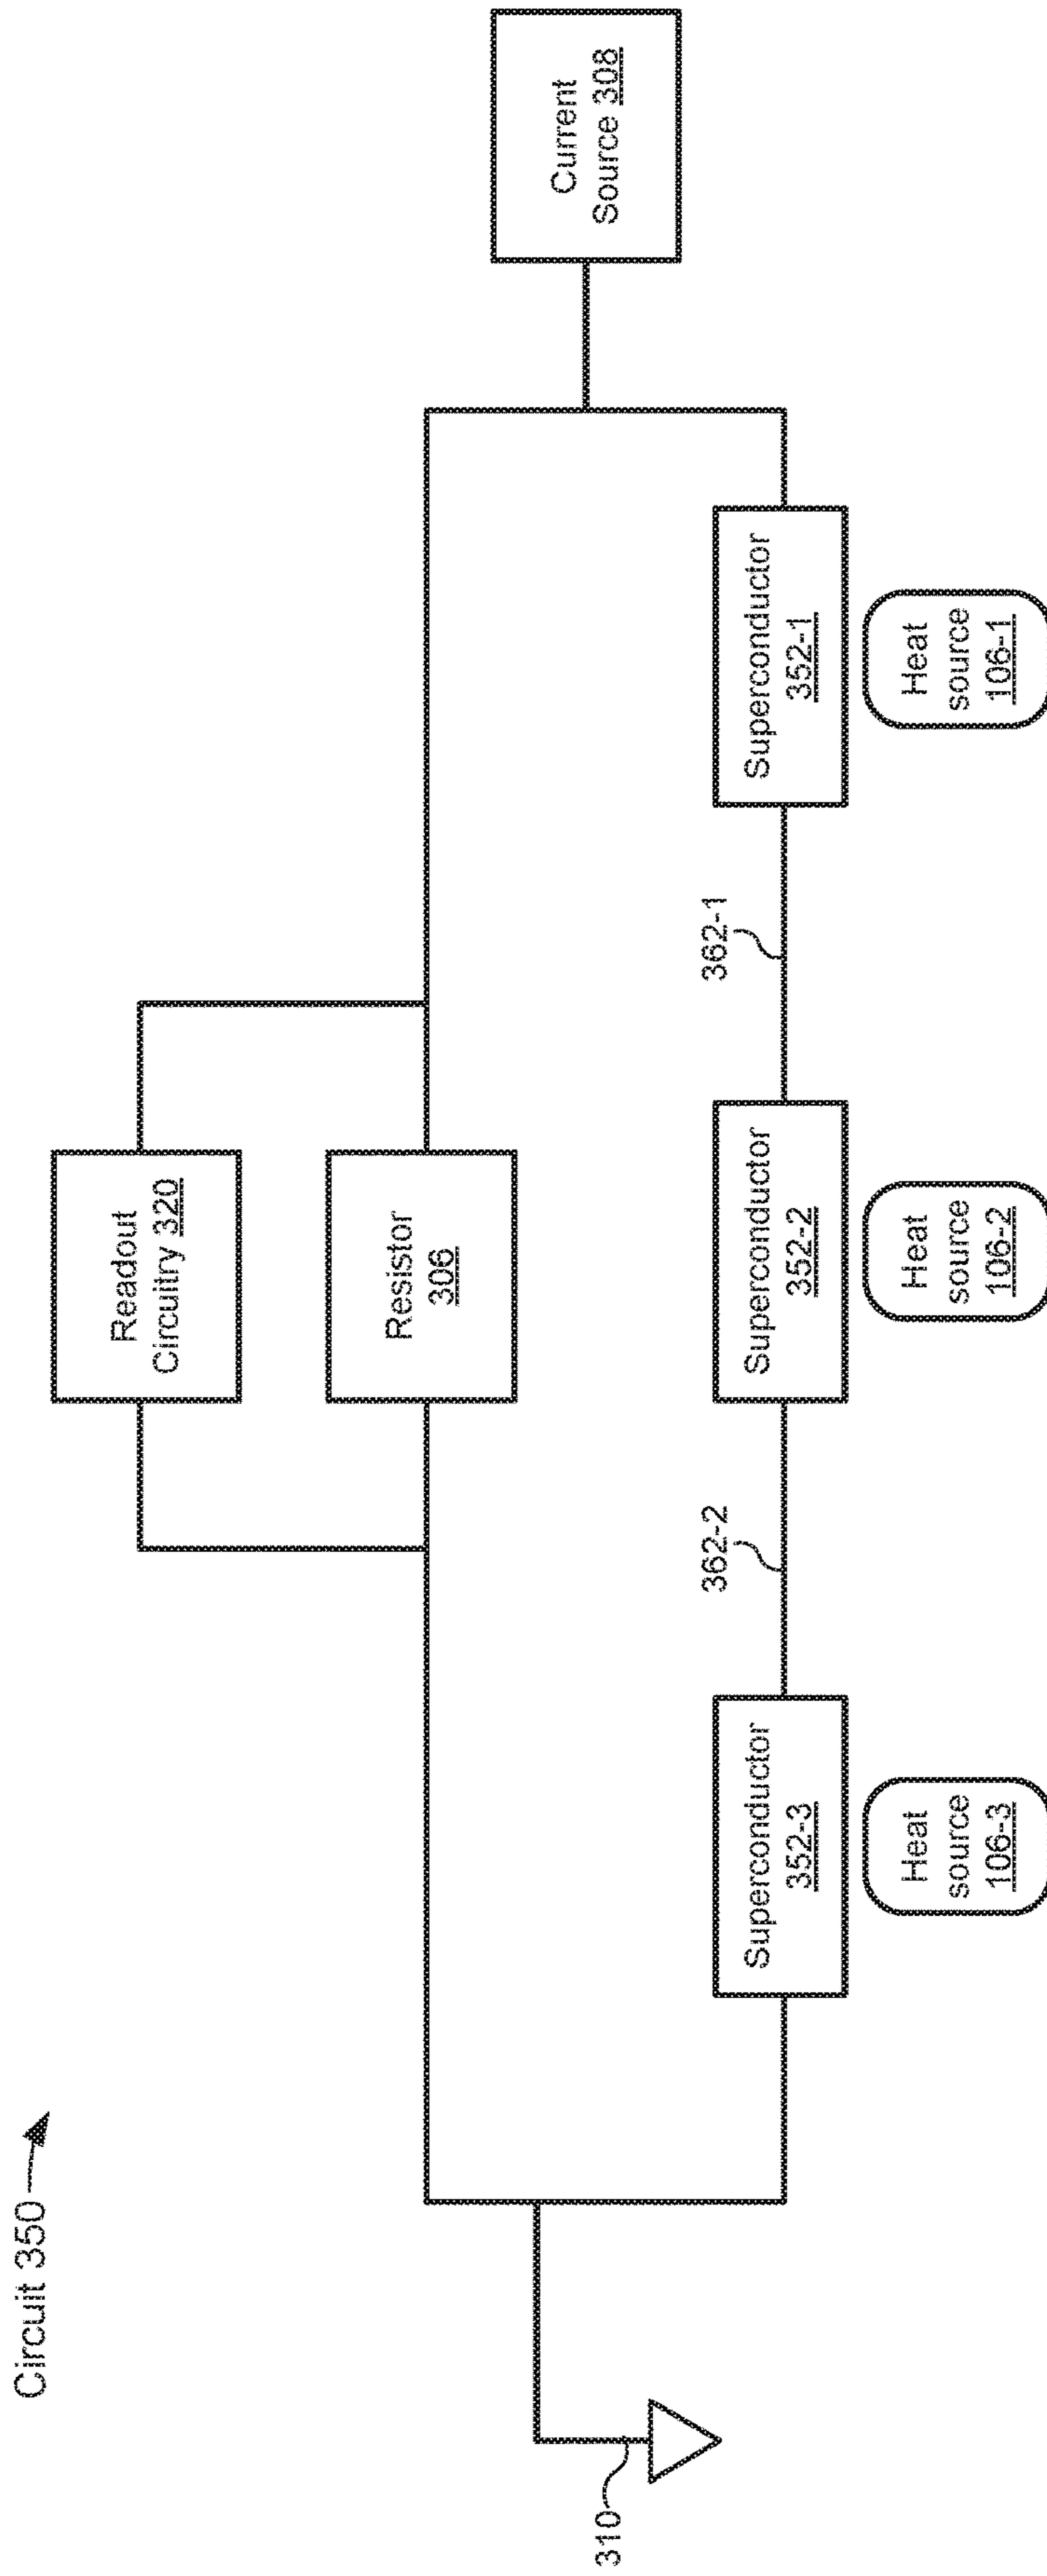 Circuit 350
Readout
Circuitry 320
Resistor
306
Current
Source 308
310
362-2
362-1
Superconductor
352-3
Superconductor
352-2
Superconductor
352-1
Heat
source
106-3
Heat
source
106-2
Heat
source
106-1